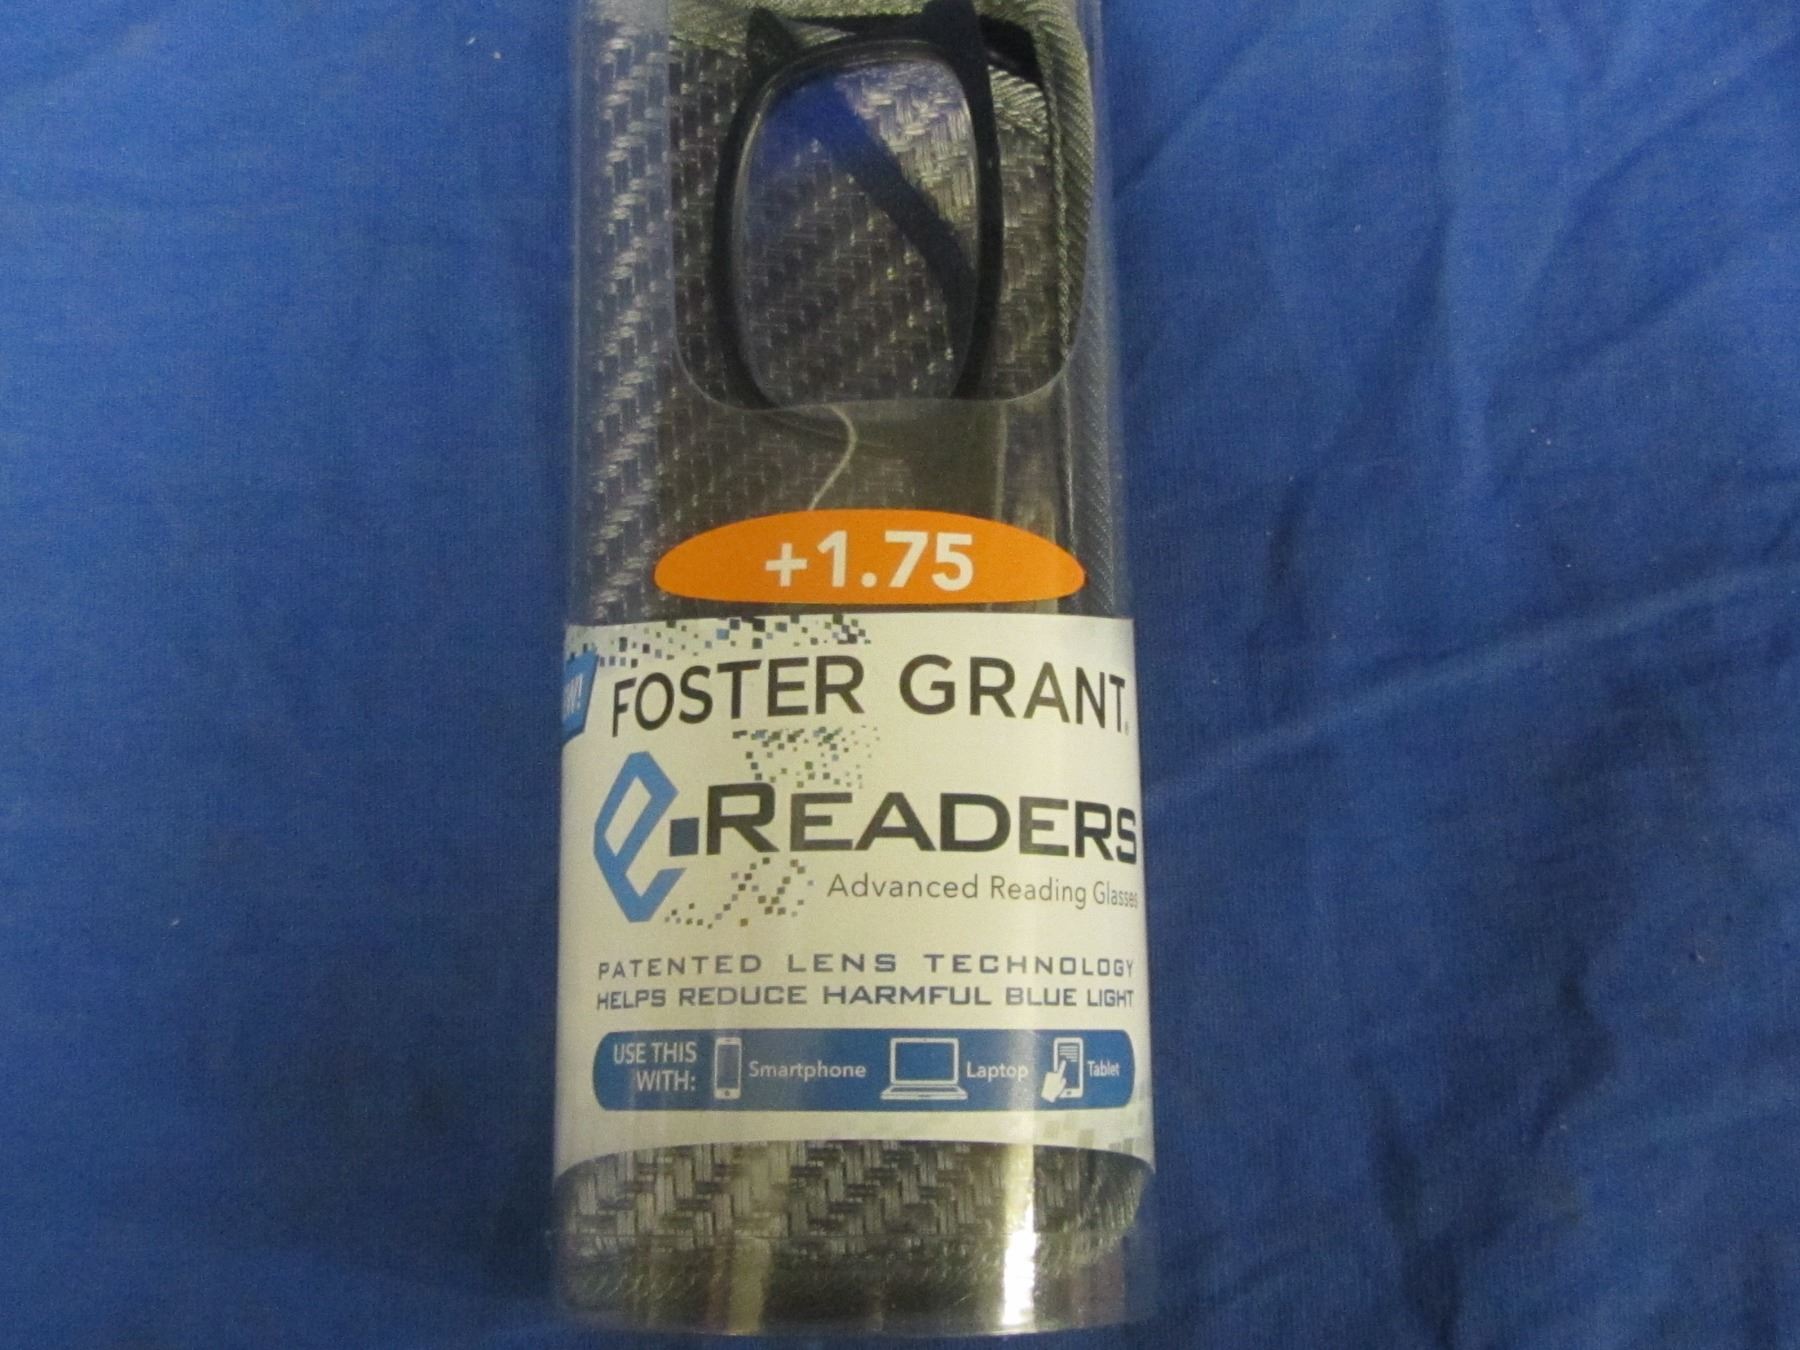 +1.75
FOSTER GRANT.
e.READERS
Advanced Reading Glasses
PATENTED LENS TECHNOLOGY
HELPS REDUCE HARMFUL BLUE LIGHT
USE THIS WITH: Smartphone Laptop Tablet